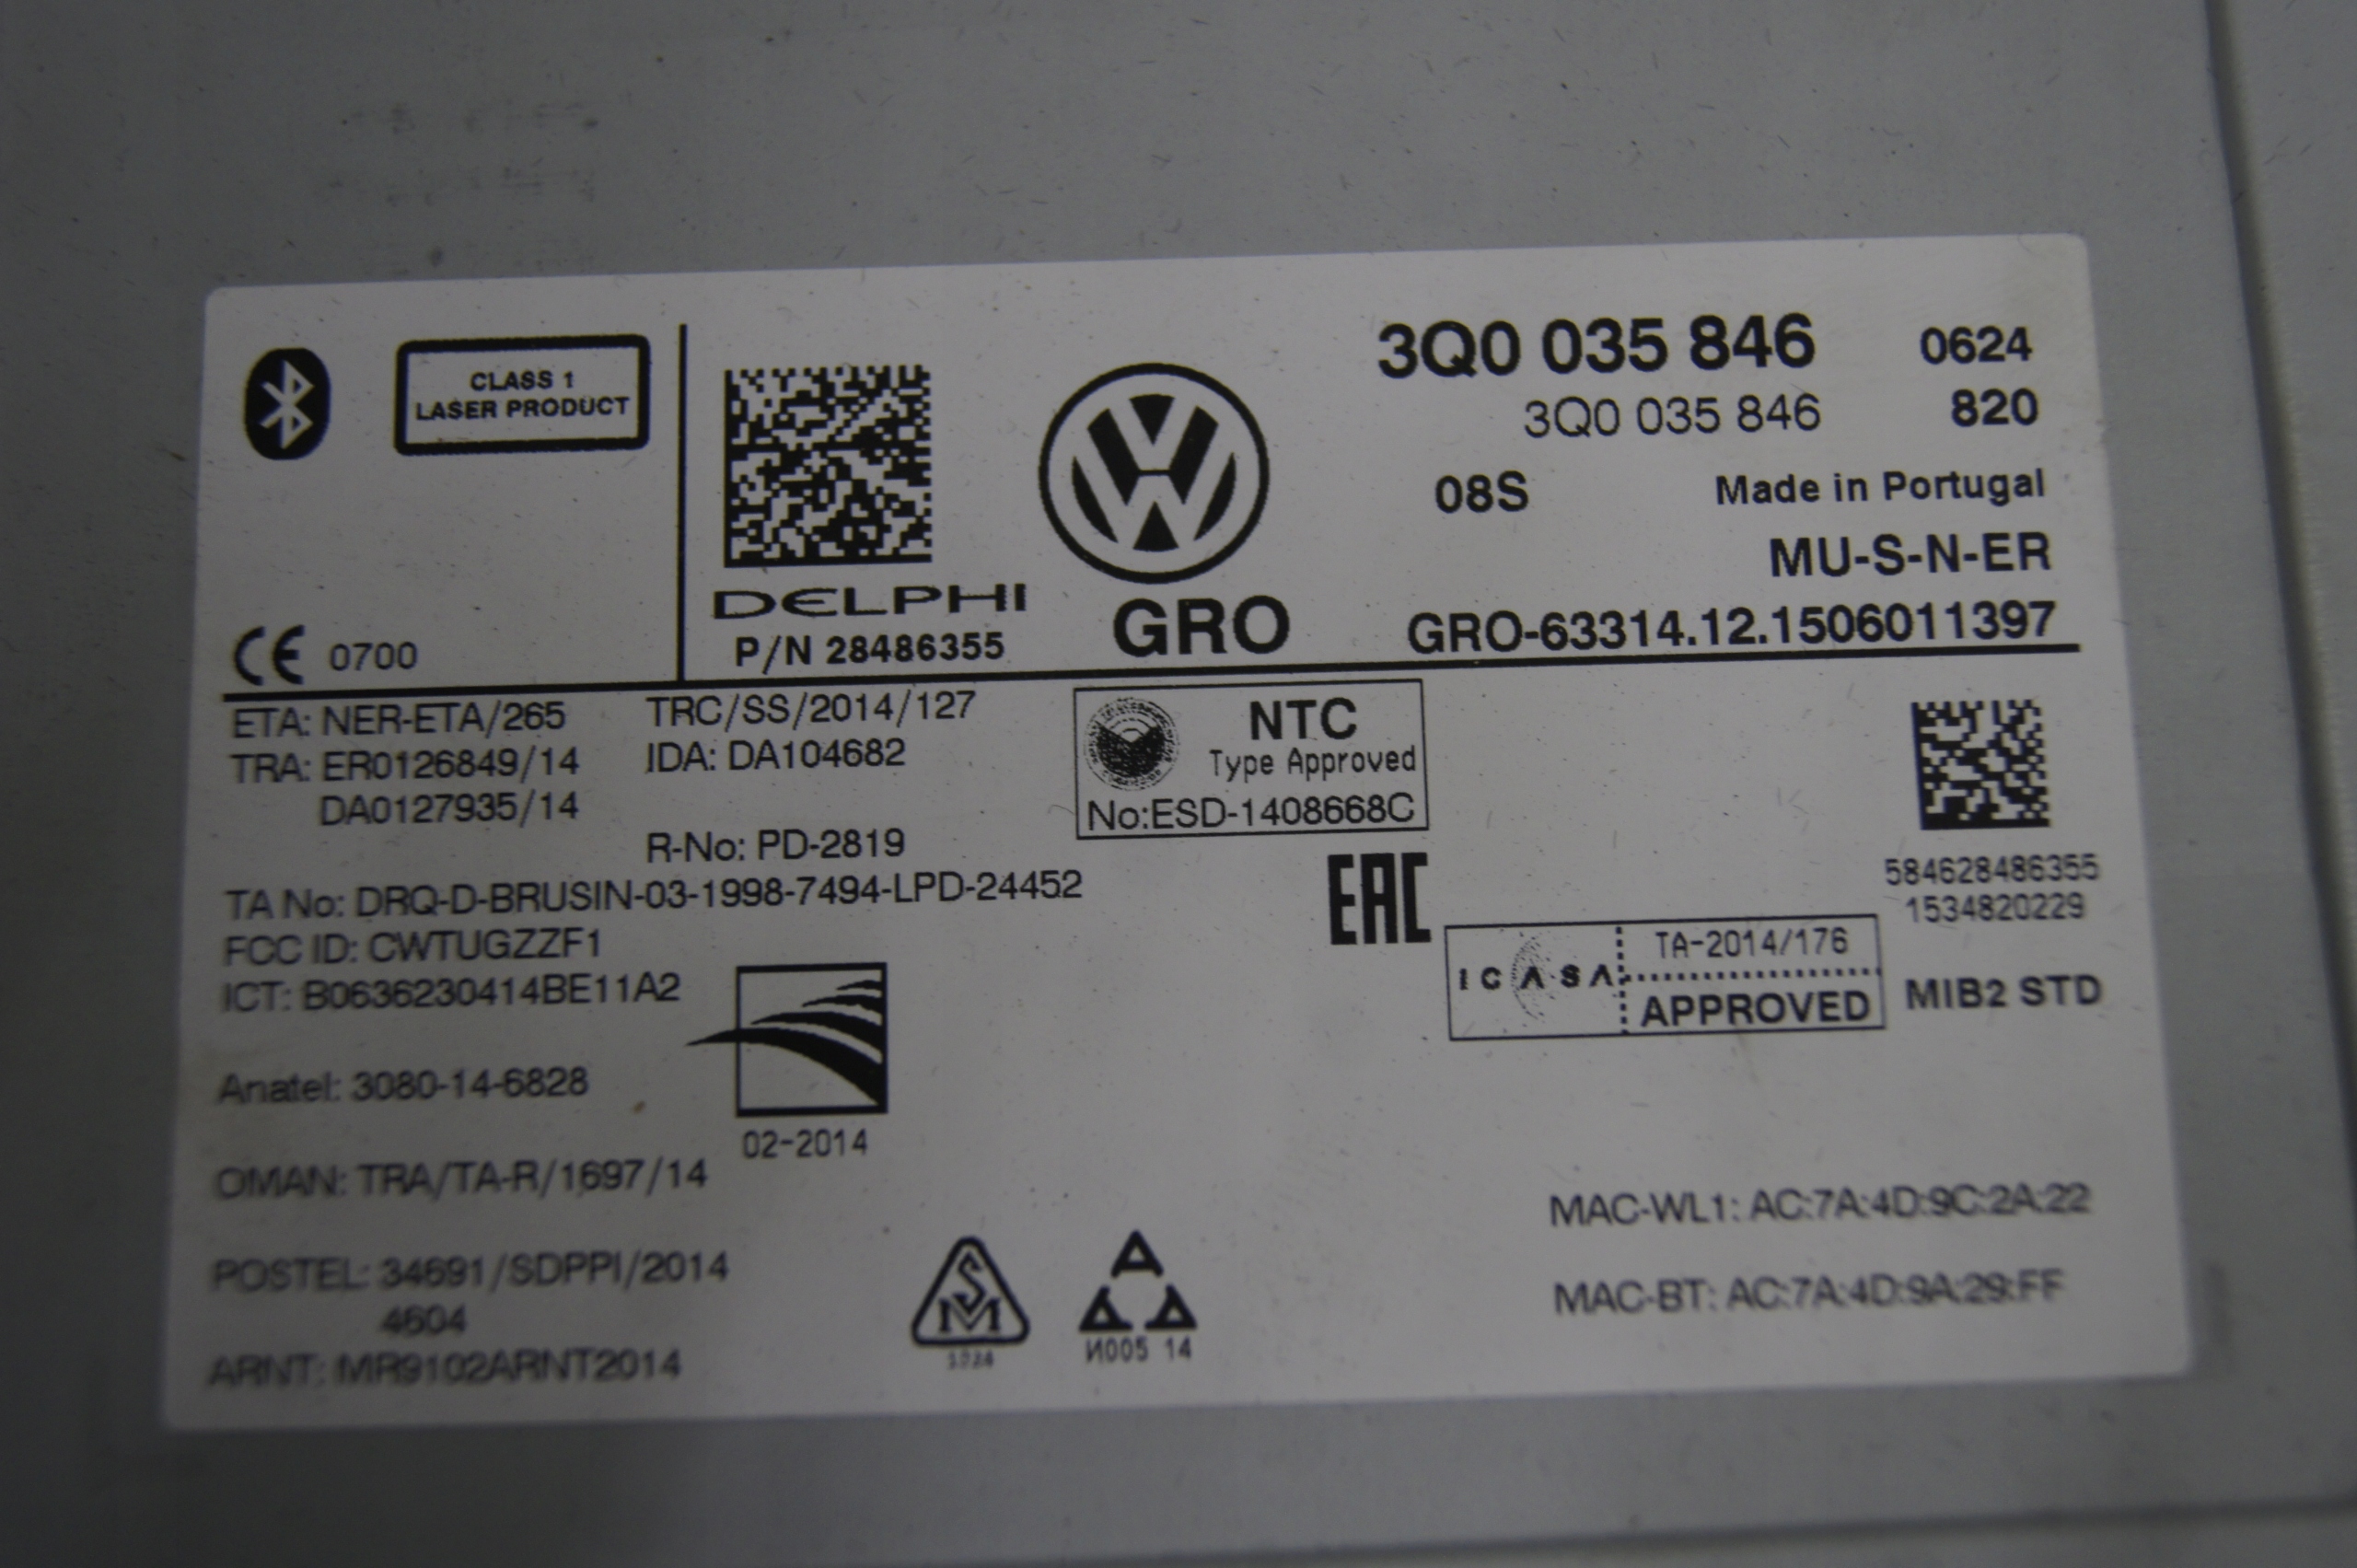 CLASS 1
LASER PRODUCT
CE 0700
DELPHI
P/N 28486355
GRO
3Q0 035 846 0624
3Q0 035 846 820
08S Made in Portugal
MU-S-N-ER
GRO-63314.12.1506011397
ETA: NER-ETA/265 TRC/SS/2014/127
TRA: ER0126849/14 IDA: DA104682
DA0127935/14
R-No: PD-2819
TA No: DRQ-D-BRUSIN-03-1998-7494-LPD-24452
FCC ID: CWTUGZZF1
ICT: B0636230414BE11A2
Anatel: 3080-14-6828
02-2014
OMAN: TRA/TA-R/1697/14
POSTEL: 34691/SDPPI/2014
4604
ARNT: MR9102ARNT2014
NTC
Type Approved
No:ESD-1408668C
EAC
584628486355
1534820229
ICASA
TA-2014/176
APPROVED
MIB2 STD
SM
И005 14
MAC-WL1: AC:7A:4D:9C:2A:22
MAC-BT: AC:7A:4D:9A:29:FF